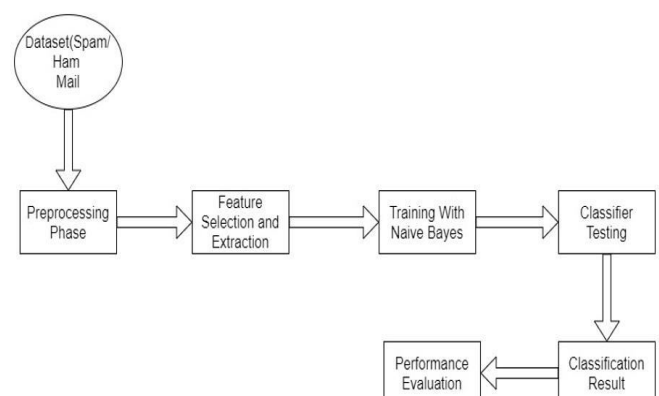 Dataset(Spam/
Ham
Mail
Preprocessing
Phase
Feature
Selection and
Extraction
Training With
Naive Bayes
Classifier
Testing
Classification
Result
Performance
Evaluation